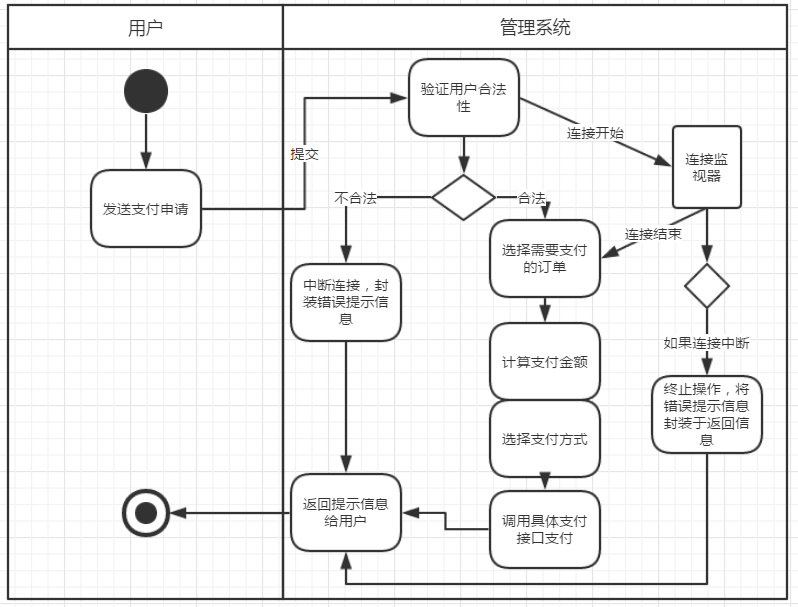 用户
管理系统
验证用户合法
性
连接开始
提交
连接监
视器
不合法
合法
发送支付申请
连接结束
选择需要支付
的订单
中断连接，封
装错误提示信
息
如果连接中断
计算支付金额
终止操作，将
错误提示信息
封装于返回信
息
选择支付方式
返回提示信息
给用户
调用具体支付
接口支付